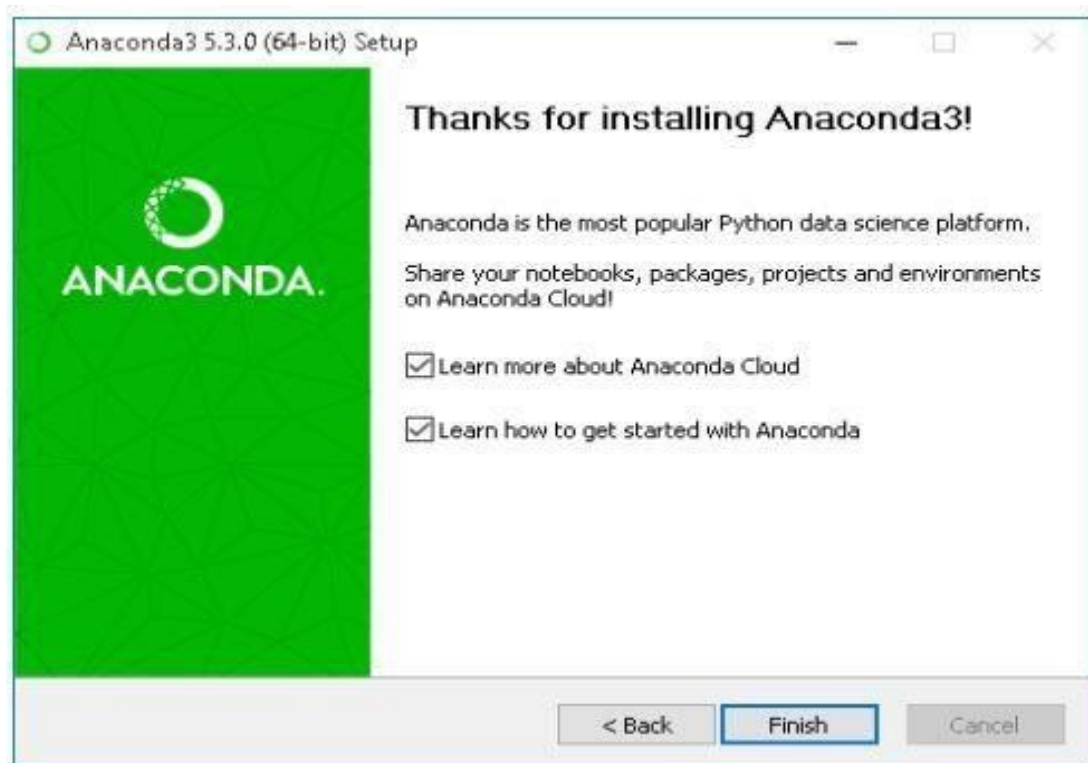 Anaconda3 5.3.0 (64-bit) Setup
Thanks for installing Anaconda3!
ANACONDA.
Anaconda is the most popular Python data science platform.
Share your notebooks, packages, projects and environments
on Anaconda Cloud!
Learn more about Anaconda Cloud
Learn how to get started with Anaconda
< Back
Finish
Cancel